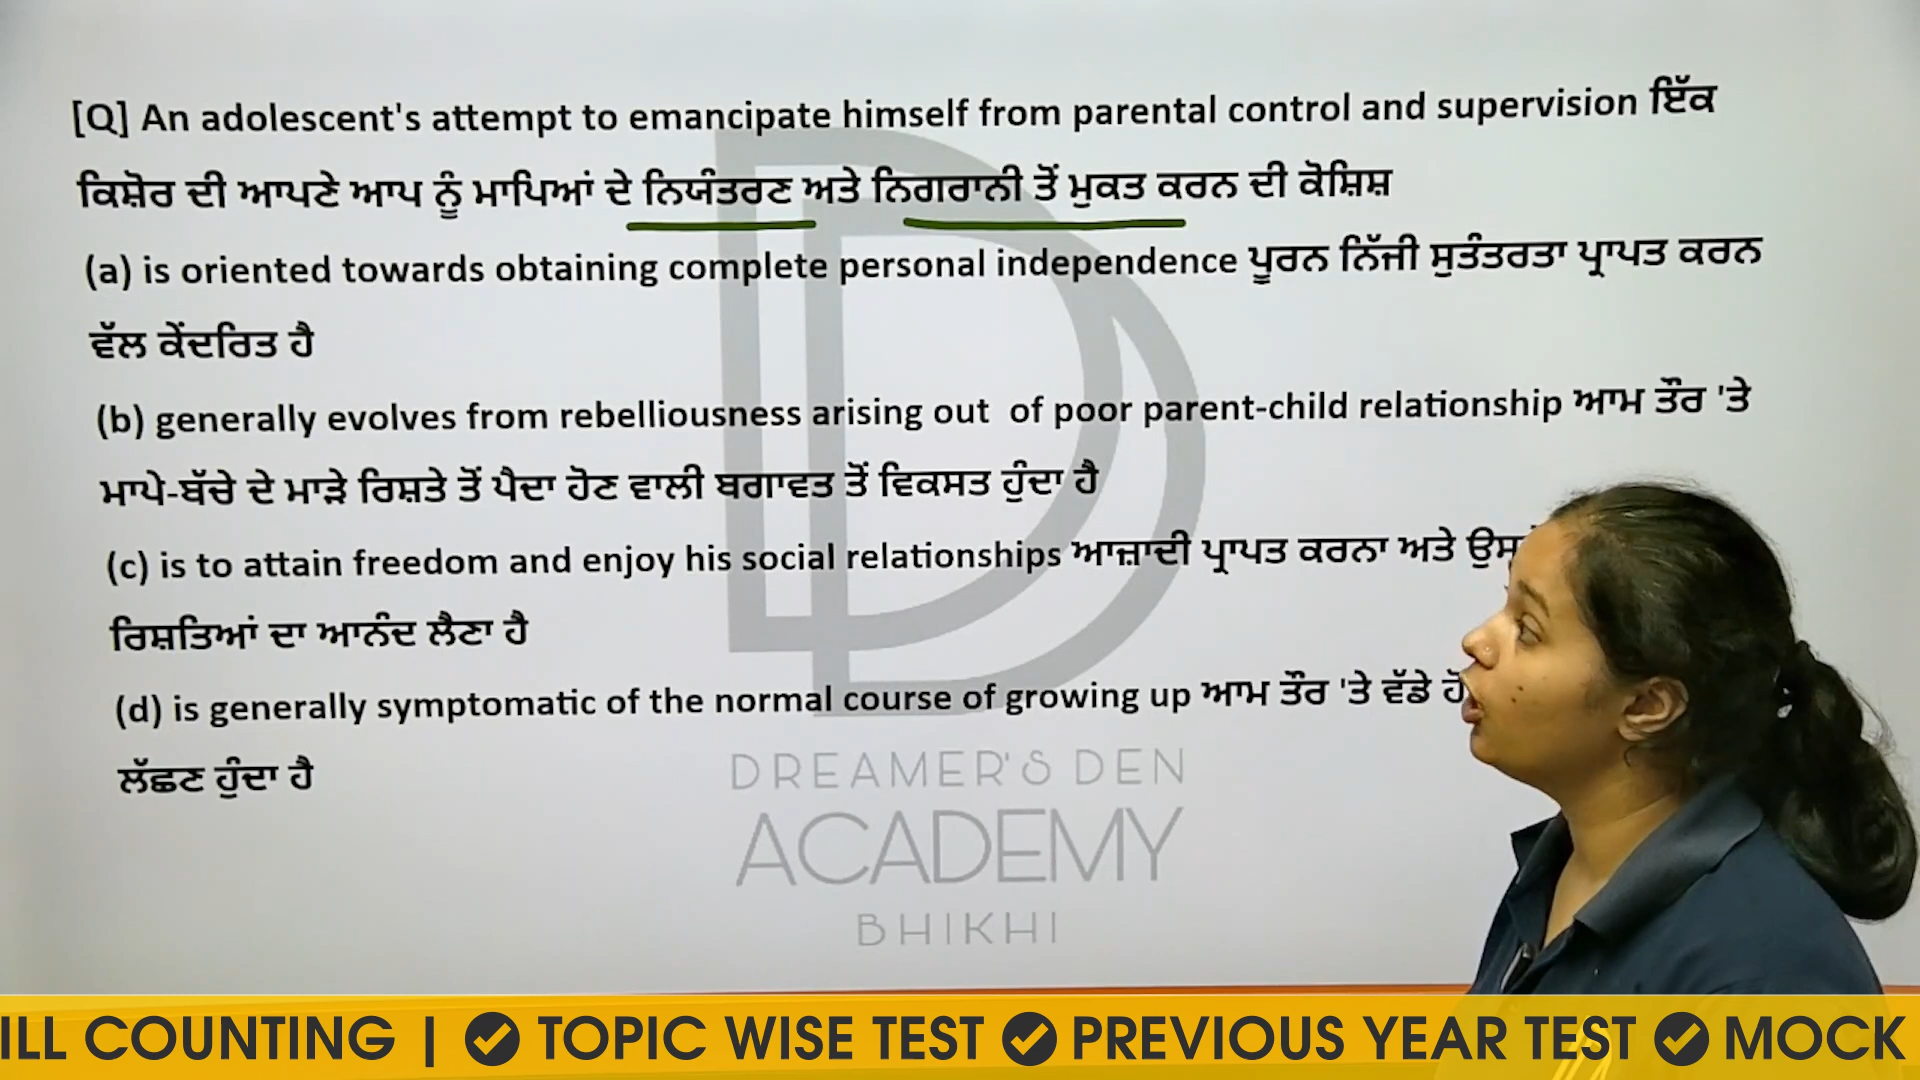 [Q] An adolescent's attempt to emancipate himself from parental control and supervision ਇੱਕ
ਕਿਸ਼ੋਰ ਦੀ ਆਪਣੇ ਆਪ ਨੂੰ ਮਾਪਿਆਂ ਦੇ ਨਿਯੰਤਰਣ ਅਤੇ ਨਿਗਰਾਨੀ ਤੋਂ ਮੁਕਤ ਕਰਨ ਦੀ ਕੋਸ਼ਿਸ਼
(a) is oriented towards obtaining complete personal independence ਪੂਰਨ ਨਿੱਜੀ ਸੁਤੰਤਰਤਾ ਪ੍ਰਾਪਤ ਕਰਨ
ਵੱਲ ਕੇਂਦਰਿਤ ਹੈ
(b) generally evolves from rebelliousness arising out of poor parent-child relationship ਆਮ ਤੌਰ 'ਤੇ
ਮਾਪੇ-ਬੱਚੇ ਦੇ ਮਾੜੇ ਰਿਸ਼ਤੇ ਤੋਂ ਪੈਦਾ ਹੋਣ ਵਾਲੀ ਬਗਾਵਤ ਤੋਂ ਵਿਕਸਤ ਹੁੰਦਾ ਹੈ
(c) is to attain freedom and enjoy his social relationships ਆਜ਼ਾਦੀ ਪ੍ਰਾਪਤ ਕਰਨਾ ਅਤੇ
ਰਿਸ਼ਤਿਆਂ ਦਾ ਆਨੰਦ ਲੈਣਾ ਹੈ
(d) is generally symptomatic of the normal course of growing up ਆਮ ਤੌਰ 'ਤੇ ਵੱਡੇ
ਲੱਛਣ ਹੁੰਦਾ ਹੈ
DREAMER'S DEN
ACADEMY
BHIKHI
ILL COUNTING | TOPIC WISE TEST PREVIOUS YEAR TEST MOCK